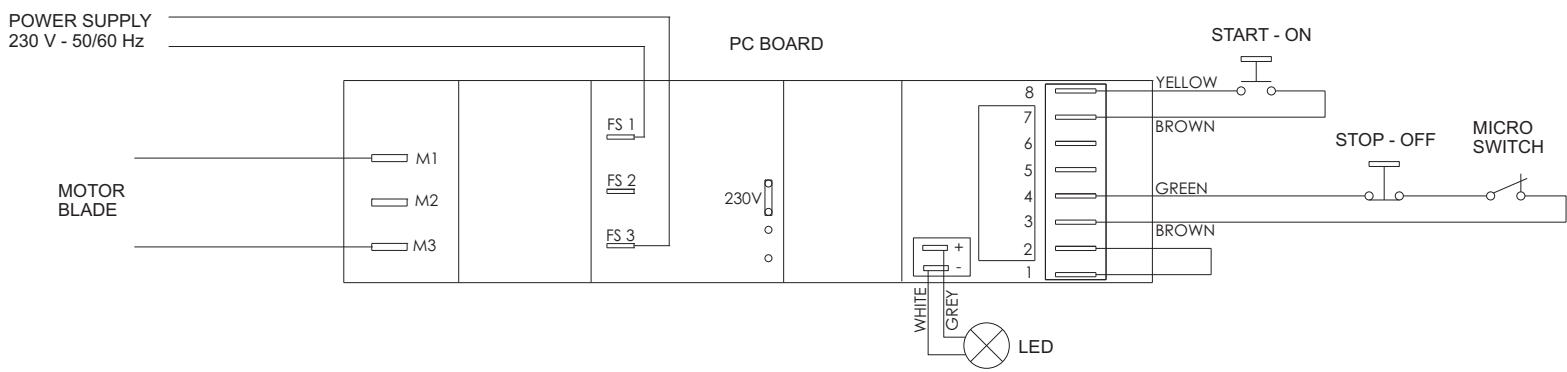 POWER SUPPLY
230 V - 50/60 Hz
PC BOARD
START - ON
YELLOW
8
7
BROWN
6
5
4
GREEN
STOP - OFF
MICRO
SWITCH
3
BROWN
2
1
FS 1
FS 2
FS 3
M1
M2
M3
MOTOR
BLADE
230V
+
-
WHITE
GREY
LED